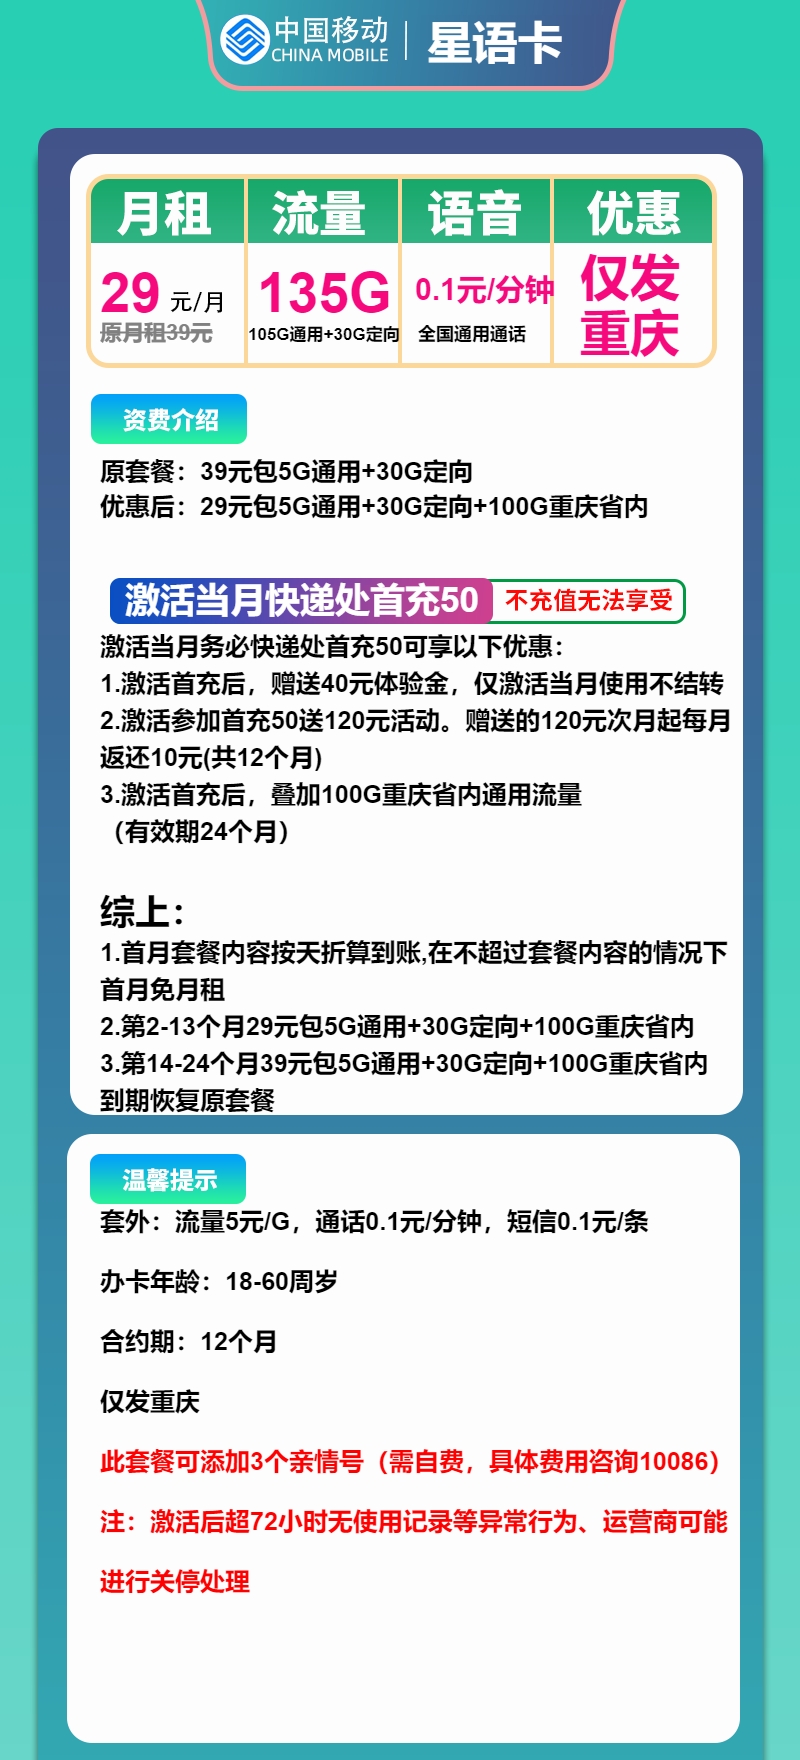 中国移动
CHINA MOBILE
星语卡
月租 流量 语音 优惠
29 元/月
原月租39元
135G
105G通用+30G定向
0.1元/分钟
全国通用通话
仅发
重庆
资费介绍
原套餐：39元包5G通用+30G定向
优惠后：29元包5G通用+30G定向+100G重庆省内
激活当月快递处首充50 不充值无法享受
激活当月务必快递处首充50可享以下优惠：
1.激活首充后，赠送40元体验金，仅激活当月使用不结转
2.激活参加首充50送120元活动。赠送的120元次月起每月
返还10元(共12个月)
3.激活首充后，叠加100G重庆省内通用流量
（有效期24个月）
综上：
1.首月套餐内容按天折算到账,在不超过套餐内容的情况下
首月免月租
2.第2-13个月29元包5G通用+30G定向+100G重庆省内
3.第14-24个月39元包5G通用+30G定向+100G重庆省内
到期恢复原套餐
温馨提示
套外：流量5元/G，通话0.1元/分钟，短信0.1元/条
办卡年龄：18-60周岁
合约期：12个月
仅发重庆
此套餐可添加3个亲情号（需自费，具体费用咨询10086）
注：激活后超72小时无使用记录等异常行为、运营商可能
进行关停处理